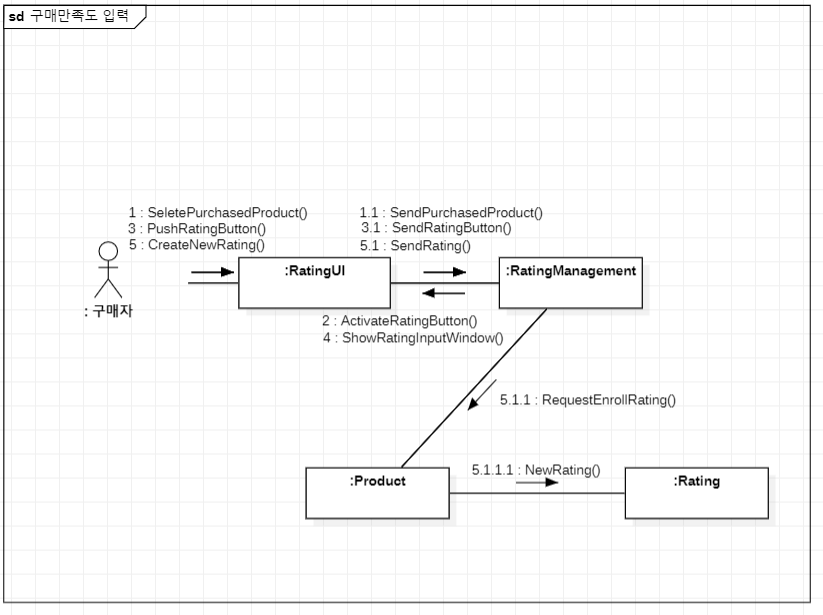 sd 구매만족도 입력
1 : SeletePurchasedProduct()
3 : PushRatingButton()
5 : CreateNewRating()
1.1 : SendPurchasedProduct()
3.1 : SendRatingButton()
5.1 : SendRating()
: 구매자
:RatingUI
:RatingManagement
2 : ActivateRatingButton()
4 : ShowRatingInputWindow()
5.1.1 : RequestEnrollRating()
:Product
5.1.1.1 : NewRating()
:Rating